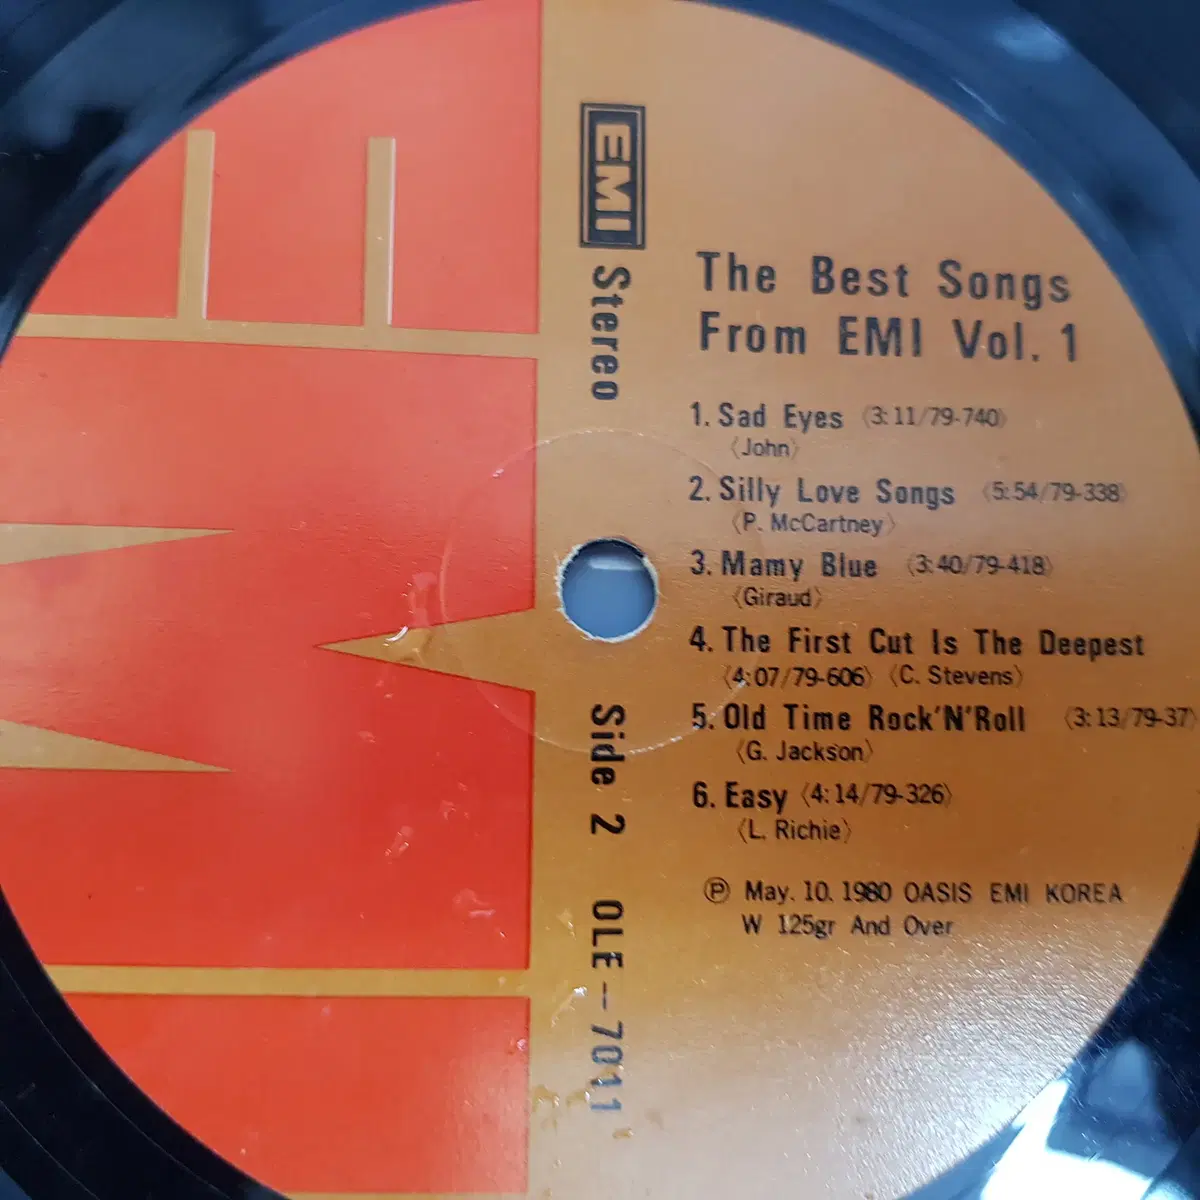 EMI
Stereo
The Best Songs
From EMI Vol. 1
1. Sad Eyes (3:11/79-740)
(John)
2. Silly Love Songs (5:54/79-338)
(P. McCartney)
3. Mamy Blue (3:40/79-418)
(Giraud)
4. The First Cut Is The Deepest
(4:07/79-606) (C. Stevens)
5. Old Time Rock'N'Roll (3:13/79-37)
(G. Jackson)
6. Easy (4:14/79-326)
(L. Richie)
Ⓟ May. 10. 1980 OASIS EMI KOREA
W 125gr And Over
Side 2
OLE-7011